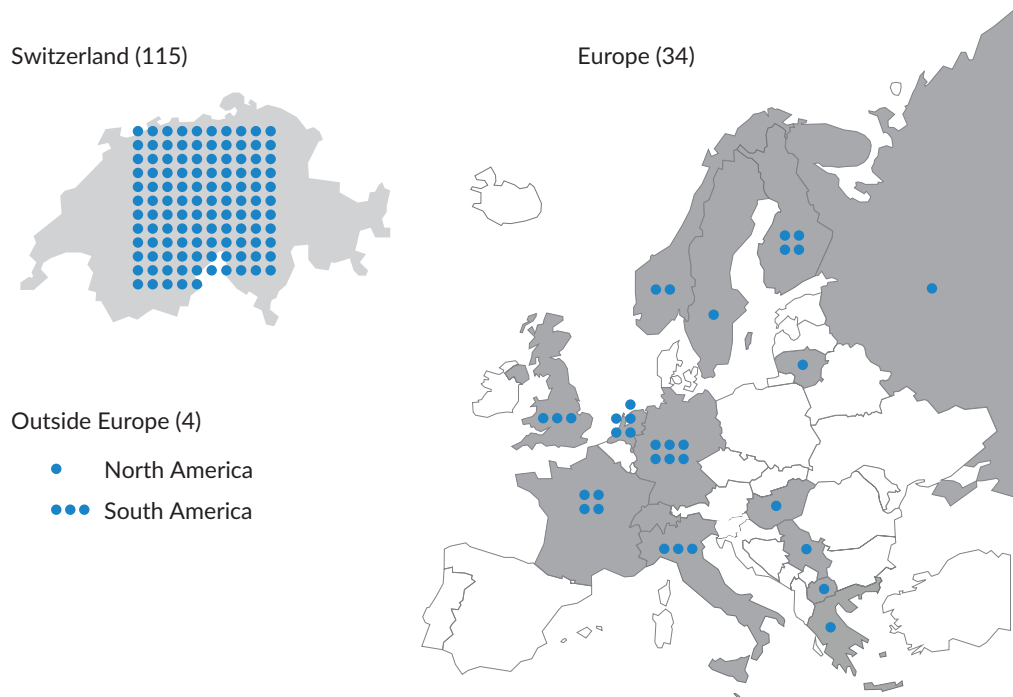 Switzerland (115)
Europe (34)
Outside Europe (4)
North America
South America